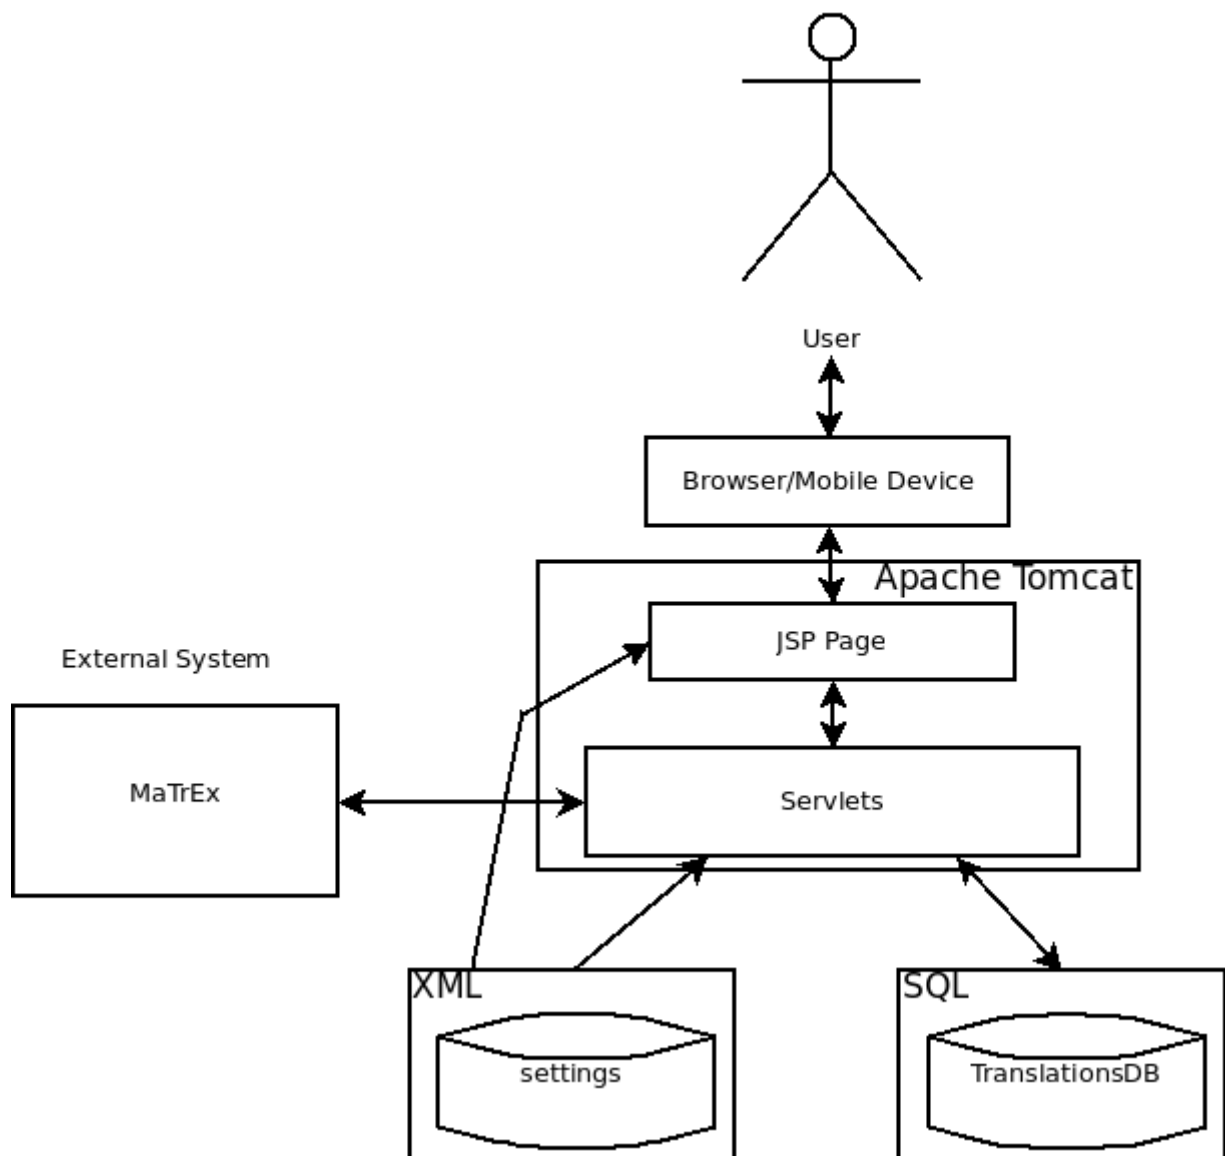 User
Browser/Mobile Device
Apache Tomcat
JSP Page
External System
MaTrEx
Servlets
XML
settings
SQL
TranslationsDB